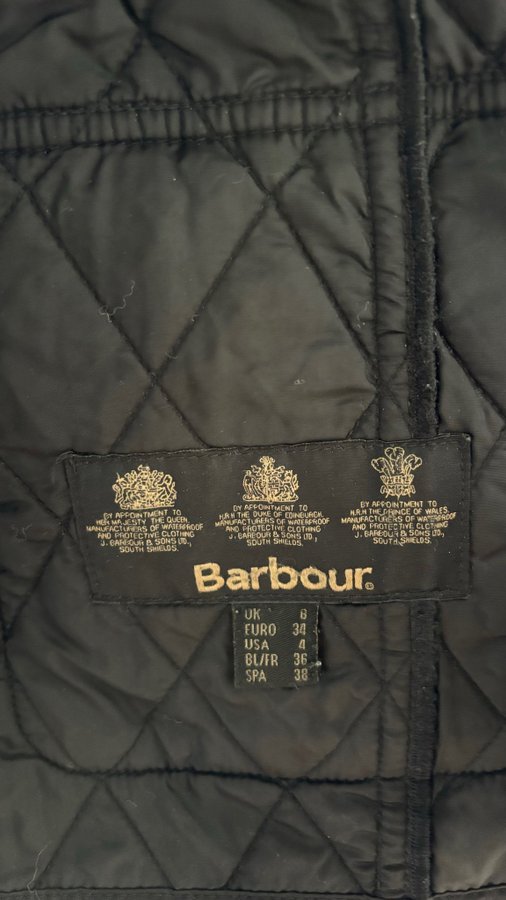 BY APPOINTMENT TO
HER MAJESTY THE QUEEN,
MANUFACTURERS OF WATERPROOF
AND PROTECTIVE CLOTHING
J. BARBOUR & SONS LTD,
SOUTH SHIELDS.
BY APPOINTMENT TO
H.R.H THE DUKE OF EDINBURGH,
MANUFACTURERS OF WATERPROOF
AND PROTECTIVE CLOTHING
J. BARBOUR & SONS LTD,
SOUTH SHIELDS.
BY APPOINTMENT TO
H.R.H THE PRINCE OF WALES,
MANUFACTURERS OF WATERPROOF
AND PROTECTIVE CLOTHING
J. BARBOUR & SONS LTD,
SOUTH SHIELDS.
Barbour®
UK 8
EURO 34
USA 4
BL/FR 36
SPA 38